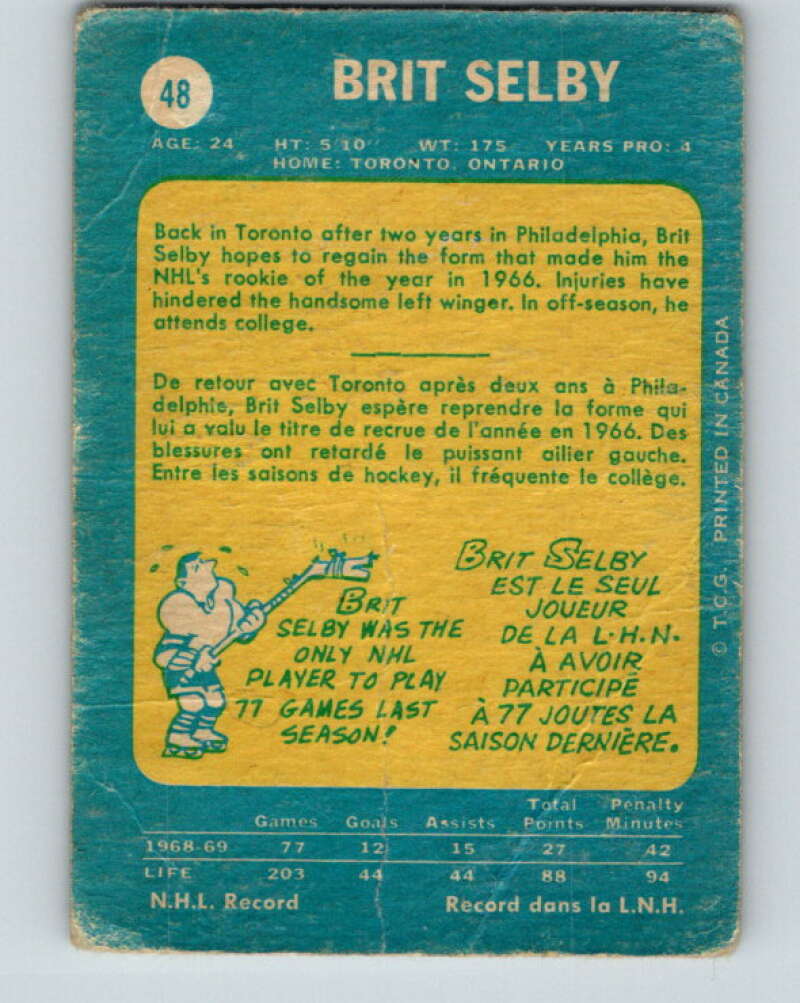 48
BRIT SELBY
AGE: 24 HT: 5'10" WT: 175 YEARS PRO: 4
HOME: TORONTO, ONTARIO
Back in Toronto after two years in Philadelphia, Brit
Selby hopes to regain the form that made him the
NHL's rookie of the year in 1966. Injuries have
hindered the handsome left winger. In off-season, he
attends college.
De retour avec Toronto après deux ans à Phila-
delphie, Brit Selby espère reprendre la forme qui
lui a valu le titre de recrue de l'année en 1966. Des
blessures ont retardé le puissant ailier gauche.
Entre les saisons de hockey, il fréquente le collège.
BRIT
SELBY WAS THE
ONLY NHL
PLAYER TO PLAY
77 GAMES LAST
SEASON!
BRIT SELBY
EST LE SEUL
JOUEUR
DE LA L.H.N.
À AVOIR
PARTICIPÉ
À 77 JOUTES LA
SAISON DERNIÈRE.
© T.C.G. PRINTED IN CANADA
Games Goals Assists Total Points Penalty Minutes
1968-69 77 12 15 27 42
LIFE 203 44 44 88 94
N.H.L. Record Record dans la L.N.H.